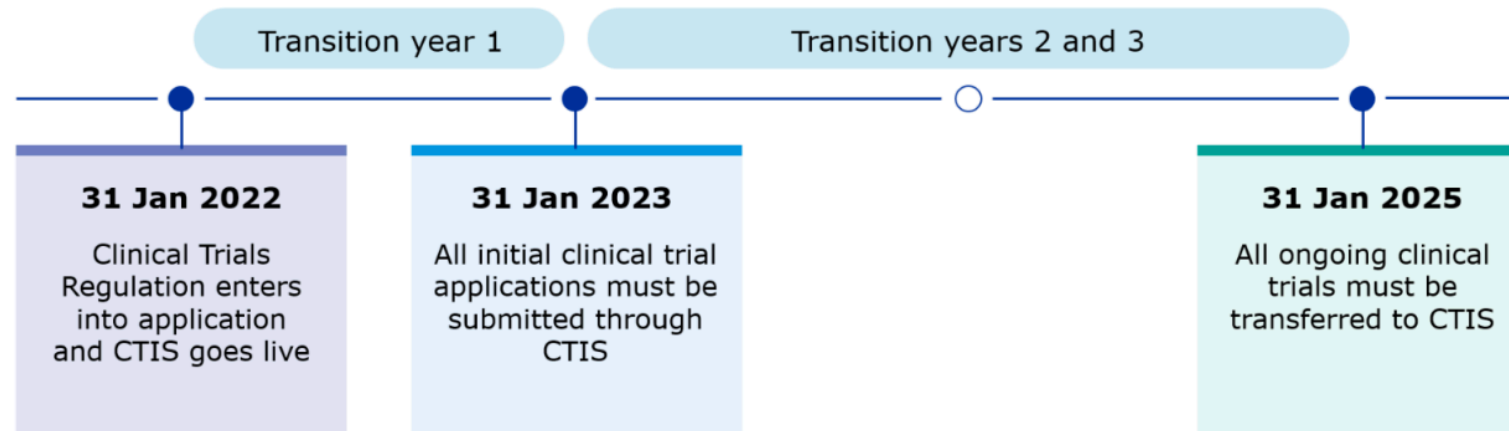 Transition year 1
Transition years 2 and 3
31 Jan 2022
Clinical Trials
Regulation enters
into application
and CTIS goes live
31 Jan 2023
All initial clinical trial
applications must be
submitted through
CTIS
31 Jan 2025
All ongoing clinical
trials must be
transferred to CTIS